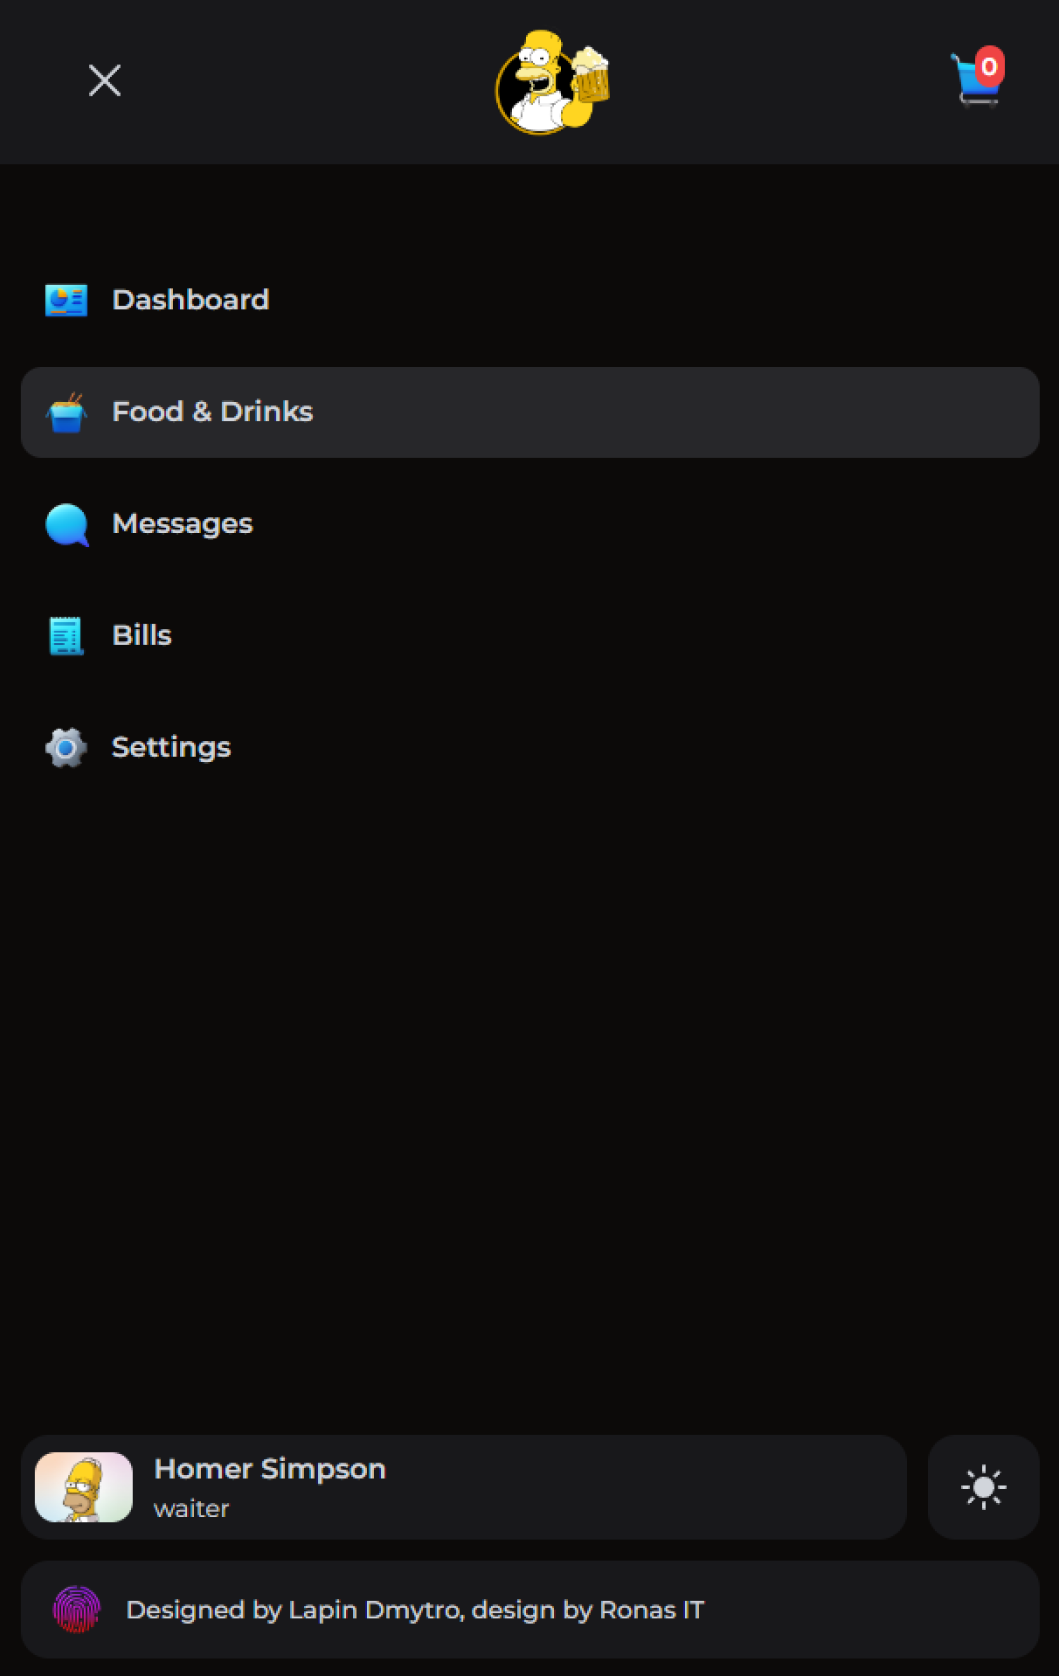 0
Dashboard
Food & Drinks
Messages
Bills
Settings
Homer Simpson
waiter
Designed by Lapin Dmytro, design by Ronas IT